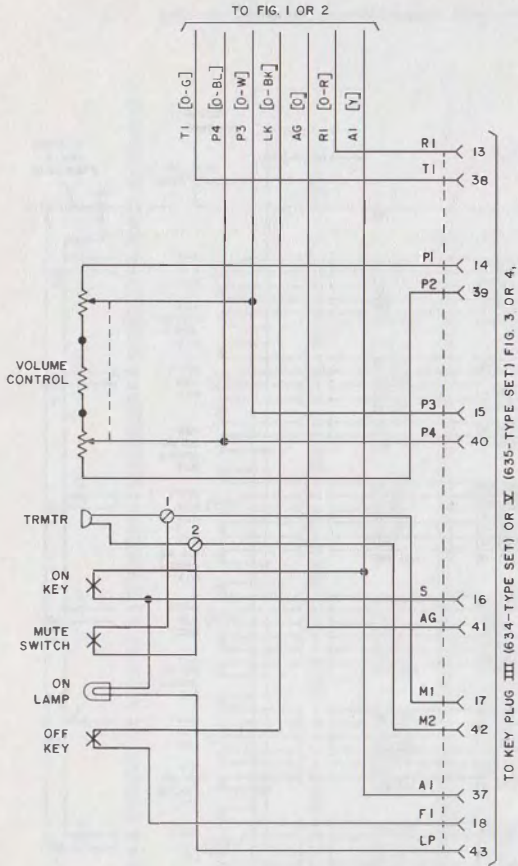 TO FIG. 1 OR 2
T1 [O-G]
P4 [O-BL]
P3 [O-W]
LK [O-BK]
AG [O]
R1 [O-R]
A1 [Y]
R1 13
T1 38
P1 14
P2 39
VOLUME
CONTROL
P3 15
P4 40
TRMTR
1
2
ON
KEY
S 16
AG 41
MUTE
SWITCH
ON
LAMP
M1 17
M2 42
OFF
KEY
A1 37
F1 18
LP 43
TO KEY PLUG III (634-TYPE SET) OR V (635-TYPE SET) FIG. 3 OR 4,